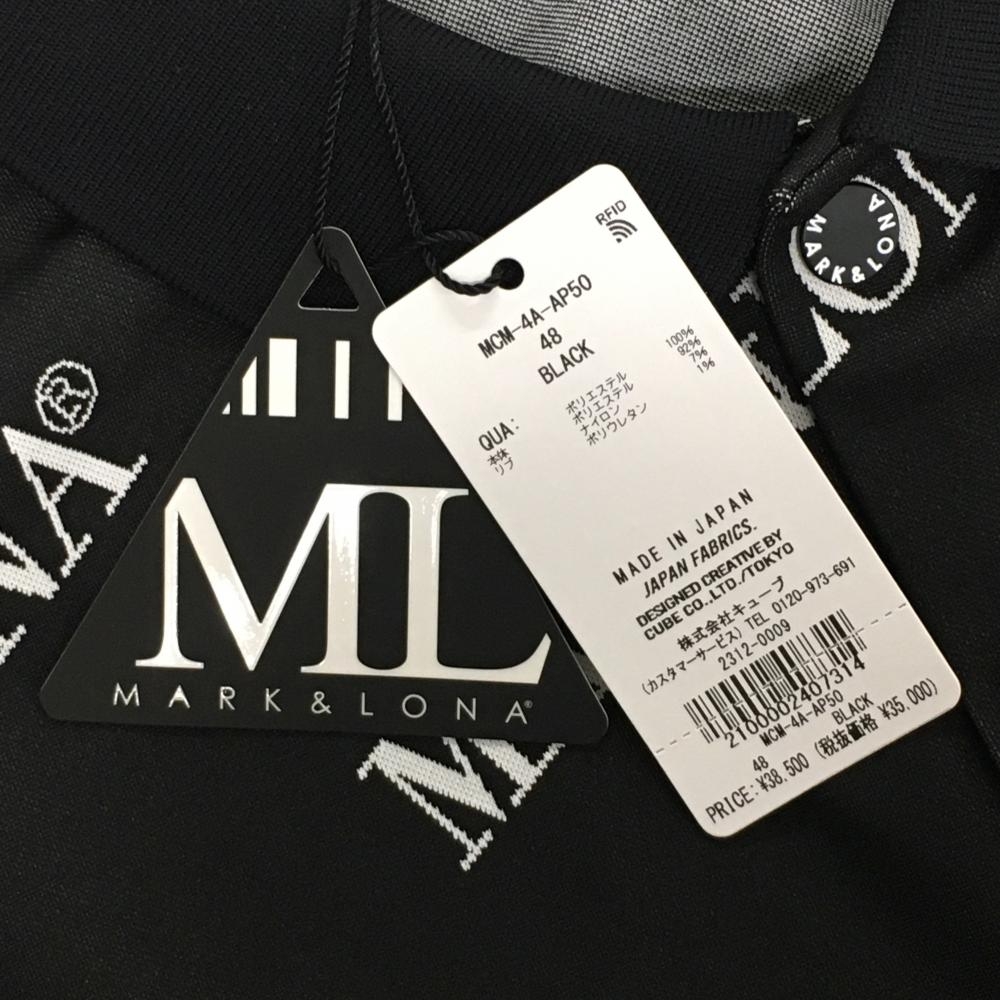 RFID
MCM-4A-AP50
48
BLACK
QUA:
本体 ポリエステル 100%
リブ ポリエステル 92%
ナイロン 7%
ポリウレタン 1%
MADE IN JAPAN
JAPAN FABRICS.
DESIGNED CREATIVE BY
CUBE CO.,LTD./TOKYO
株式会社キューブ
(カスタマーサービス) TEL 0120-973-691
2312-0009
2100002407314
MCM-4A-AP50
48 BLACK
PRICE:¥38,500 (税抜価格 ¥35,000)
ML
MARK&LONA®
MARK&LONA
NA®
M
LO